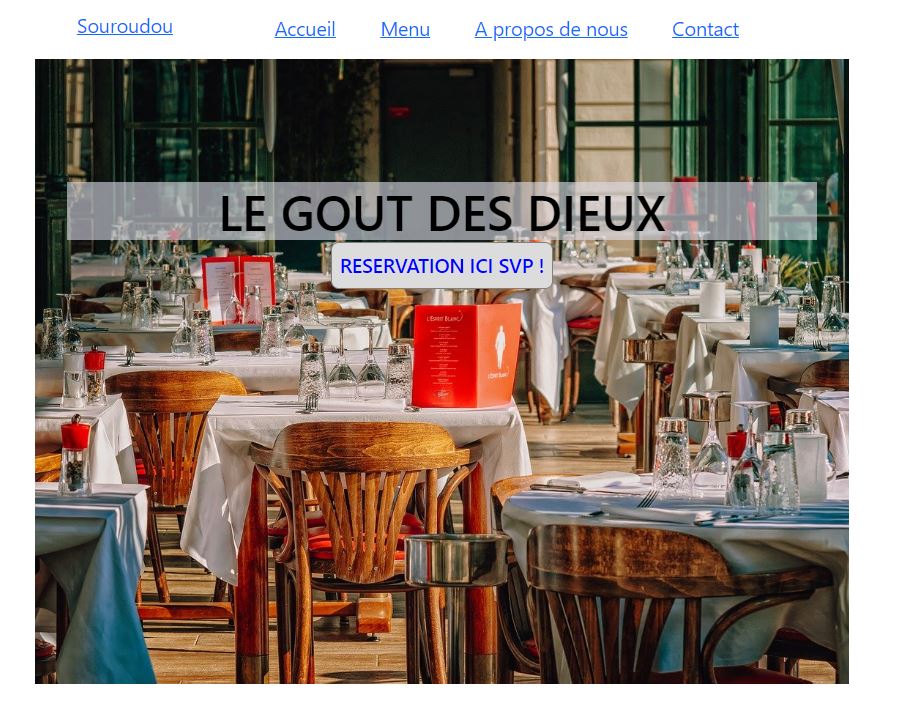 Souroudou Accueil Menu A propos de nous Contact
LE GOUT DES DIEUX
RESERVATION ICI SVP !
L'ESPRIT BLANC
L'ESPRIT BLANC